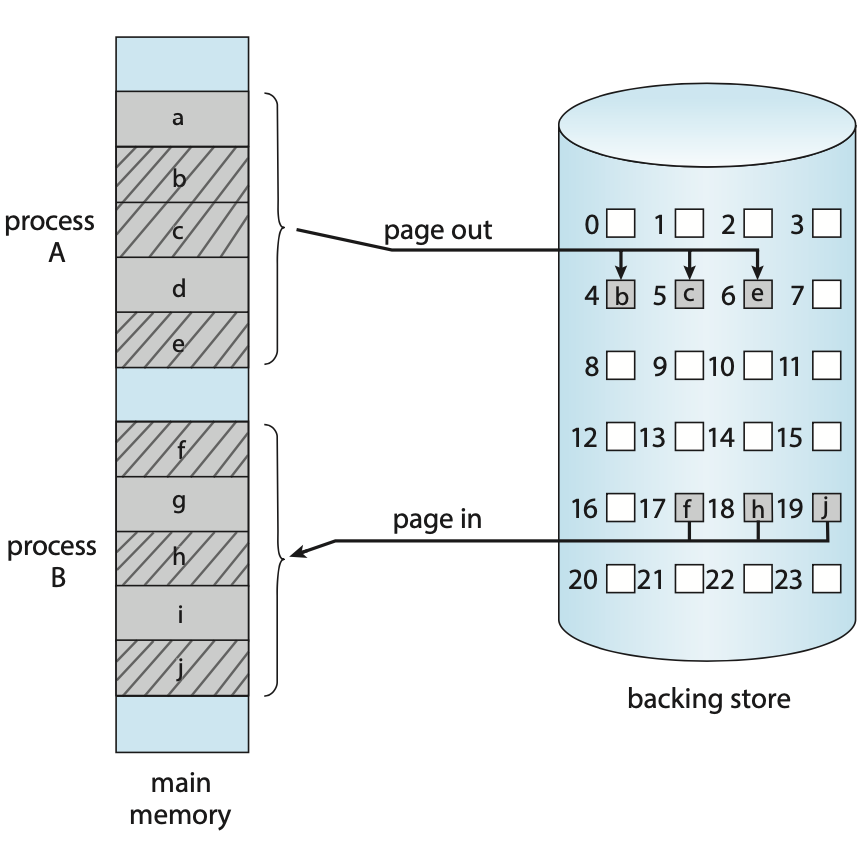 a
b
c
d
e
process
A
f
g
h
i
j
process
B
main
memory
page out
page in
0 1 2 3
4 b 5 c 6 e 7
8 9 10 11
12 13 14 15
16 17 f 18 h 19 j
20 21 22 23
backing store